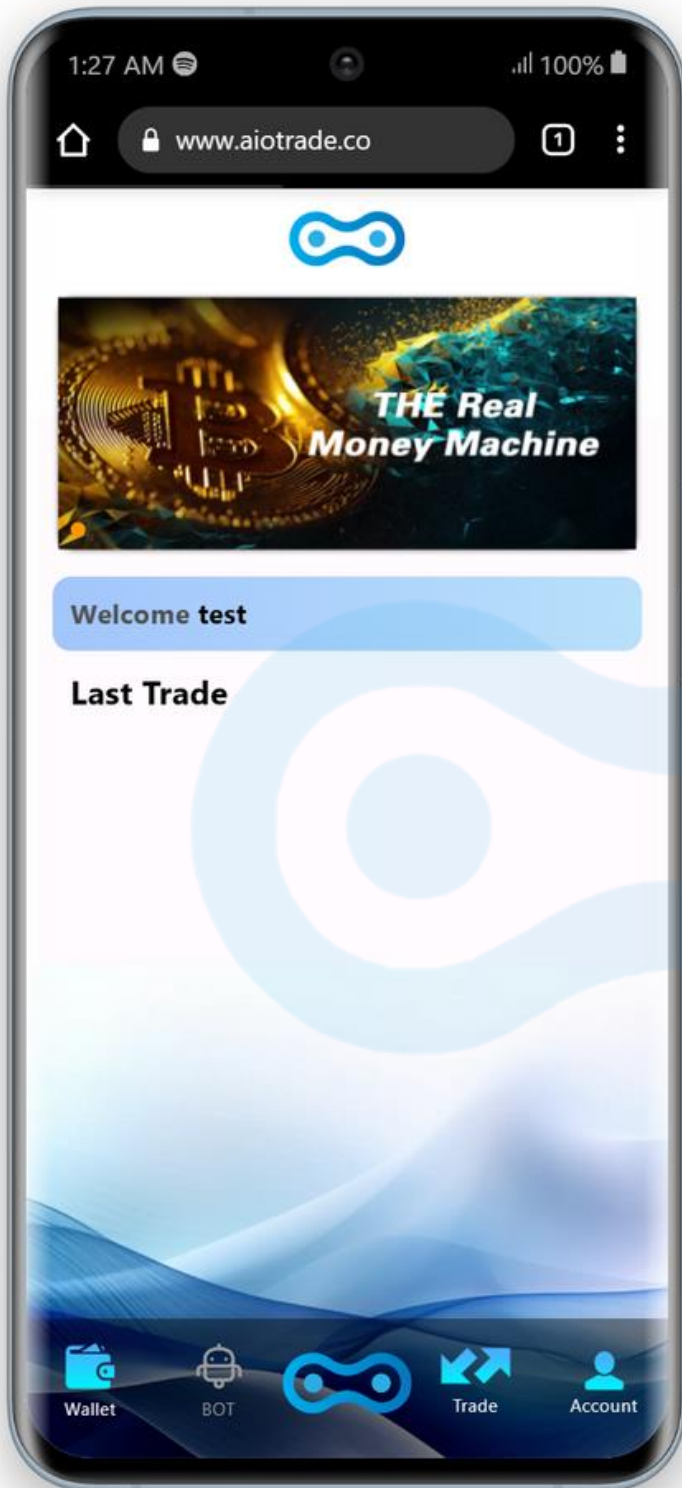 1:27 AM
100%
www.aiotrade.co
1
THE Real
Money Machine
Welcome test
Last Trade
Wallet
BOT
Trade
Account